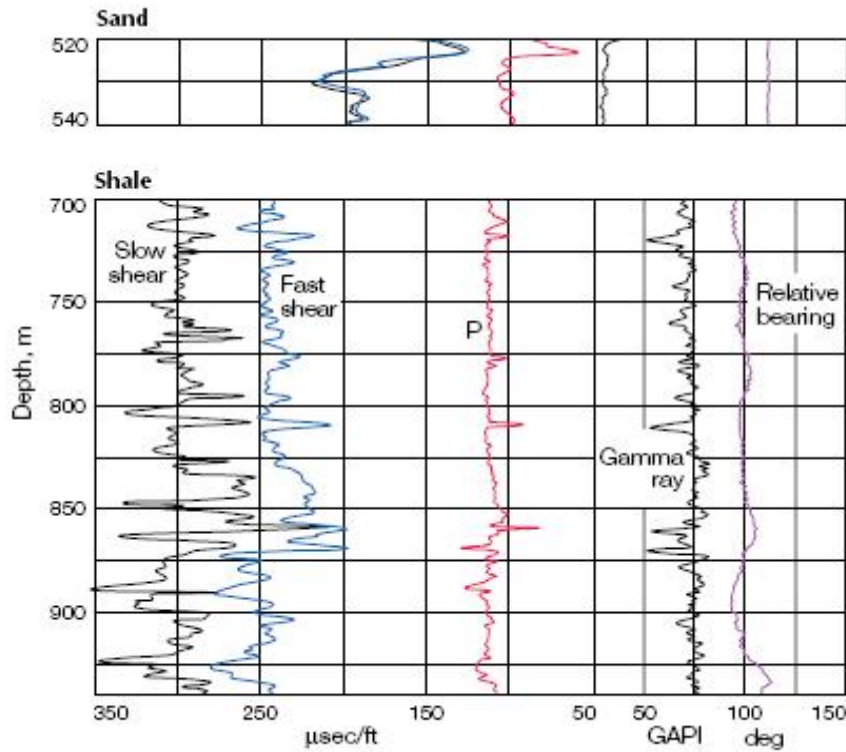 Sand
520
540
Shale
700
Slow
shear
Fast
shear
P
Relative
bearing
Gamma
ray
750
800
850
900
Depth, m
350
250
150
50
50
100
150
µsec/ft
GAPI
deg